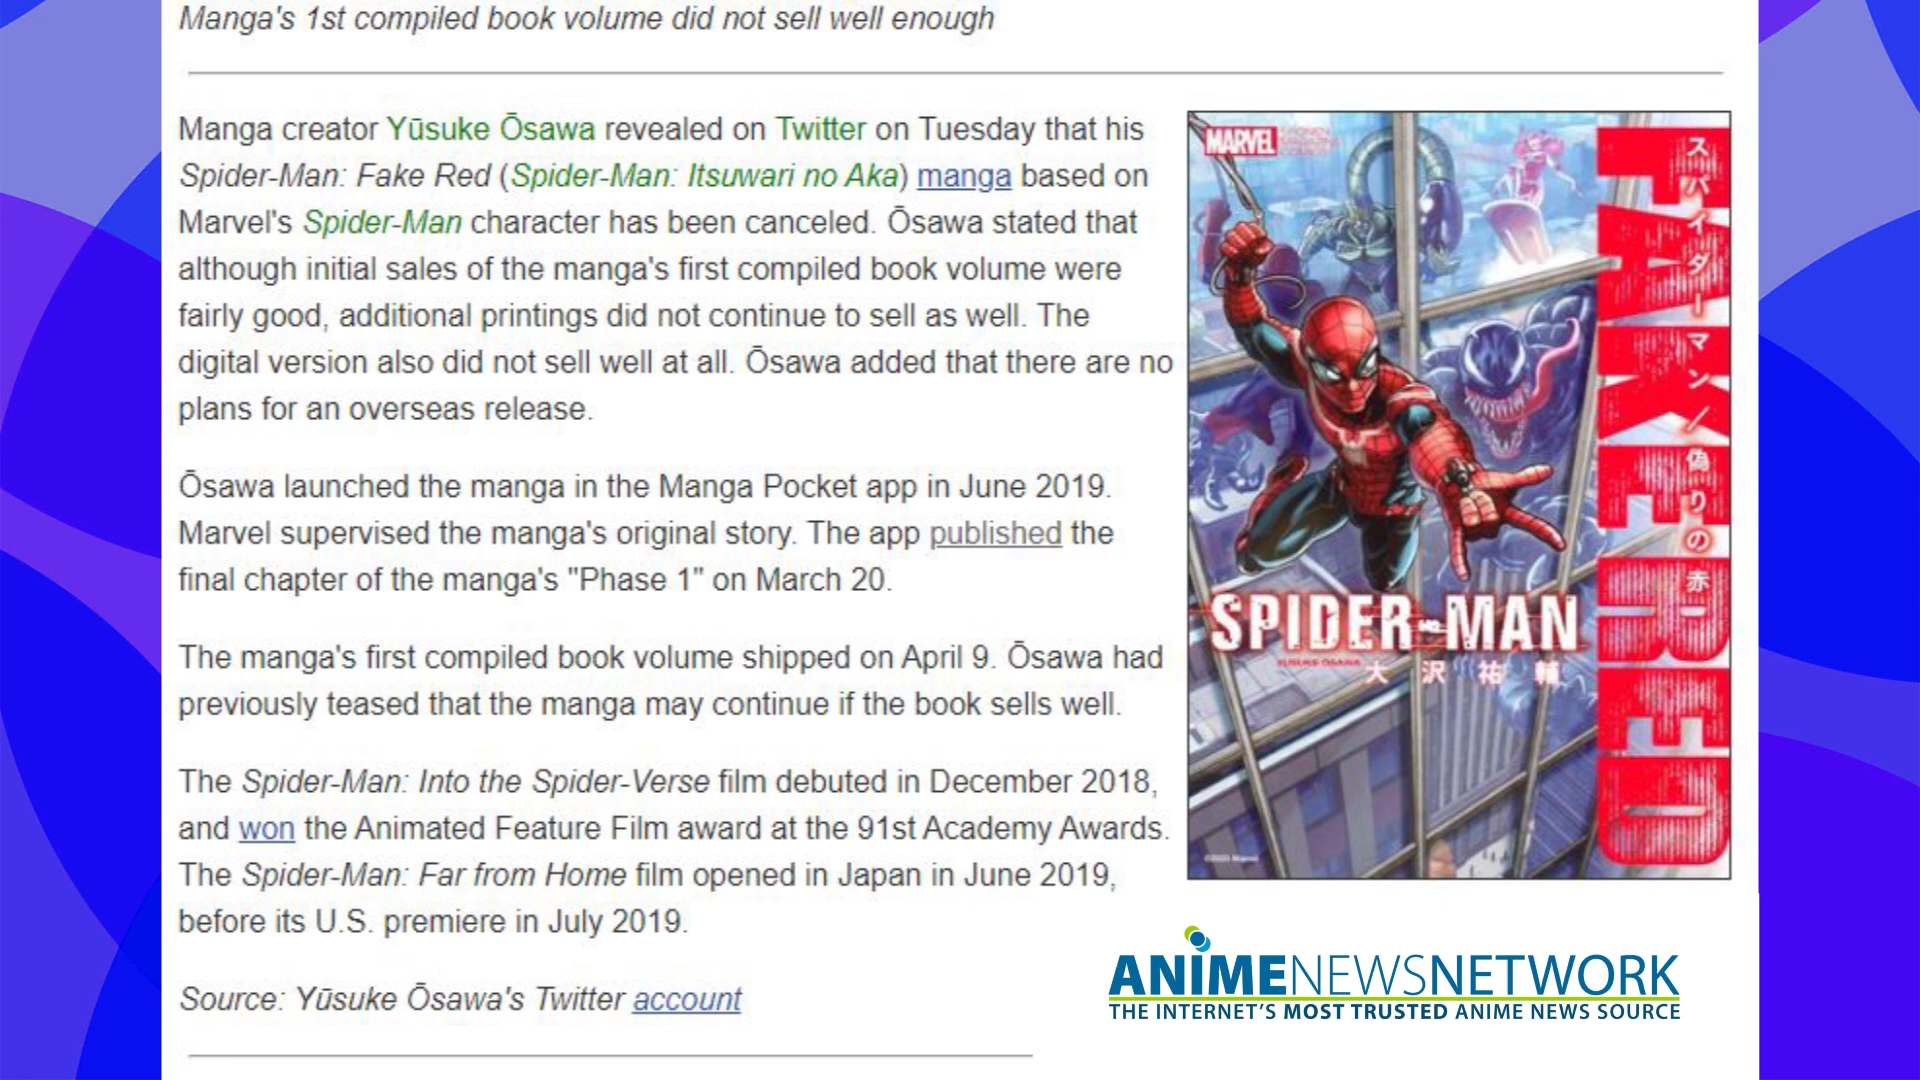 Manga's 1st compiled book volume did not sell well enough
Manga creator Yūsuke Ōsawa revealed on Twitter on Tuesday that his
Spider-Man: Fake Red (Spider-Man: Itsuwari no Aka) manga based on
Marvel's Spider-Man character has been canceled. Ōsawa stated that
although initial sales of the manga's first compiled book volume were
fairly good, additional printings did not continue to sell as well. The
digital version also did not sell well at all. Ōsawa added that there are no
plans for an overseas release.
Ōsawa launched the manga in the Manga Pocket app in June 2019.
Marvel supervised the manga's original story. The app published the
final chapter of the manga's "Phase 1" on March 20.
The manga's first compiled book volume shipped on April 9. Ōsawa had
previously teased that the manga may continue if the book sells well.
The Spider-Man: Into the Spider-Verse film debuted in December 2018,
and won the Animated Feature Film award at the 91st Academy Awards.
The Spider-Man: Far from Home film opened in Japan in June 2019,
before its U.S. premiere in July 2019.
Source: Yūsuke Ōsawa's Twitter account
MARVEL
スパイダーマン/偽りの赤
FAKE RED
SPIDER-MAN
YUSUKE OSAWA
大沢祐輔
ANIMENEWSNETWORK
THE INTERNET'S MOST TRUSTED ANIME NEWS SOURCE